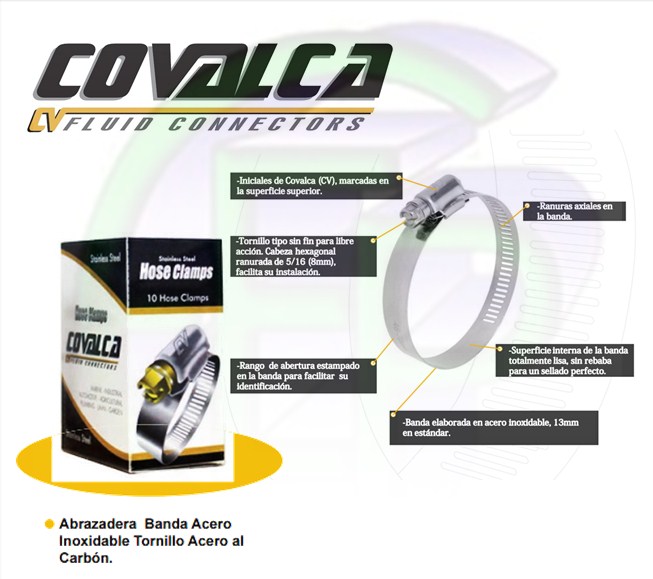 COVALCA
CV FLUID CONNECTORS
-Iniciales de Covalca (CV), marcadas en
la superficie superior.
-Ranuras axiales en
la banda.
-Tornillo tipo sin fin para libre
acción. Cabeza hexagonal
ranurada de 5/16 (8mm),
facilita su instalación.
Stainless Steel
Stainless Steel
Hose Clamps
10 Hose Clamps
Hose Clamps
COVALCA
FLUID CONNECTORS
Stainless Steel
-Superficie interna de la banda
totalmente lisa, sin rebaba
para un sellado perfecto.
-Rango de abertura estampado
en la banda para facilitar su
identificación.
-Banda elaborada en acero inoxidable, 13mm
en estándar.
Abrazadera Banda Acero
Inoxidable Tornillo Acero al
Carbón.